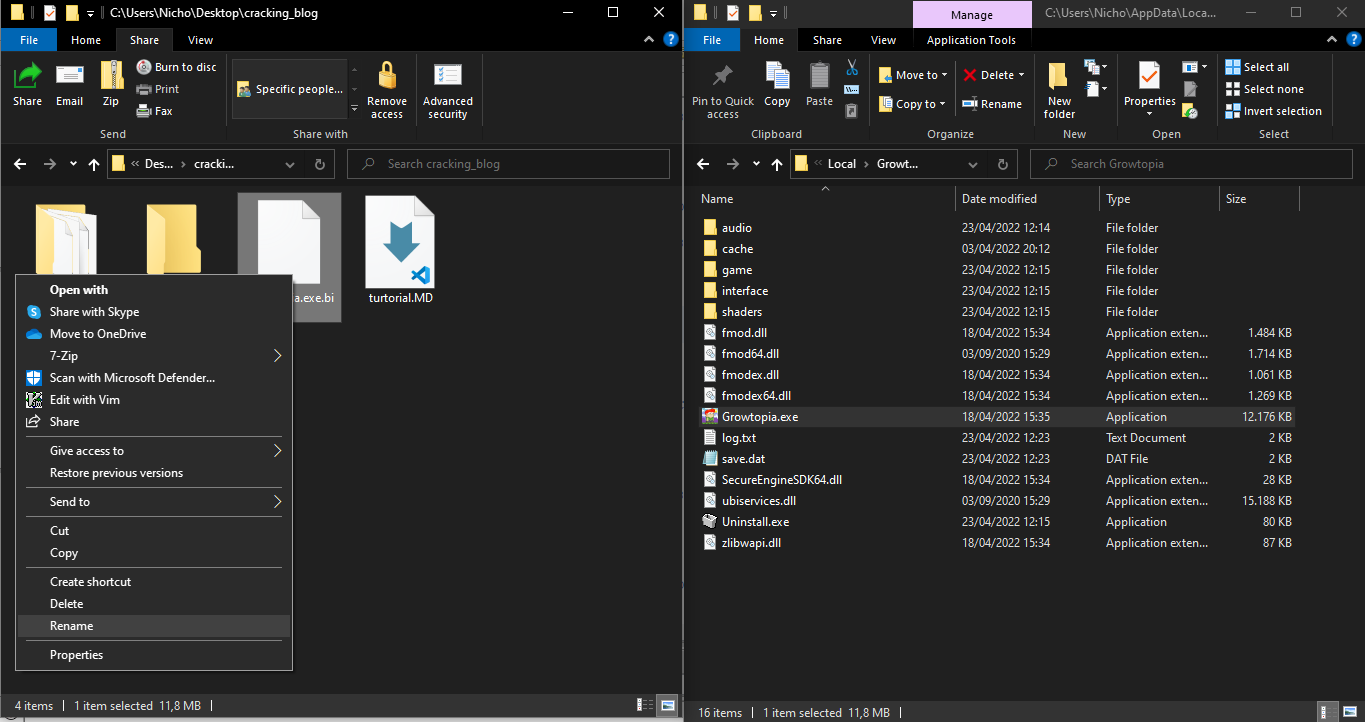 C:\Users\Nicho\Desktop\cracking_blog
File Home Share View
Share
Email
Zip
Burn to disc
Print
Fax
Send
Specific people...
Share with
Remove access
Advanced security
Des... cracki...
Search cracking_blog
a.exe.bi
turtorial.MD
Open with
Share with Skype
Move to OneDrive
7-Zip
Scan with Microsoft Defender...
Edit with Vim
Share
Give access to
Restore previous versions
Send to
Cut
Copy
Create shortcut
Delete
Rename
Properties
4 items 1 item selected 11,8 MB
Manage
C:\Users\Nicho\AppData\Loca...
File Home Share View Application Tools
Pin to Quick access
Copy
Paste
Clipboard
Move to
Copy to
Delete
Rename
Organize
New folder
New
Properties
Open
Select all
Select none
Invert selection
Select
Local Growt...
Search Growtopia
Name Date modified Type Size
audio 23/04/2022 12:14 File folder
cache 03/04/2022 20:12 File folder
game 23/04/2022 12:15 File folder
interface 23/04/2022 12:15 File folder
shaders 23/04/2022 12:15 File folder
fmod.dll 18/04/2022 15:34 Application exten... 1.484 KB
fmod64.dll 03/09/2020 15:29 Application exten... 1.714 KB
fmodex.dll 18/04/2022 15:34 Application exten... 1.061 KB
fmodex64.dll 18/04/2022 15:34 Application exten... 1.269 KB
Growtopia.exe 18/04/2022 15:35 Application 12.176 KB
log.txt 23/04/2022 12:23 Text Document 2 KB
save.dat 23/04/2022 12:23 DAT File 2 KB
SecureEngineSDK64.dll 18/04/2022 15:34 Application exten... 28 KB
ubiservices.dll 03/09/2020 15:29 Application exten... 15.188 KB
Uninstall.exe 23/04/2022 12:15 Application 80 KB
zlibwapi.dll 18/04/2022 15:34 Application exten... 87 KB
16 items 1 item selected 11,8 MB